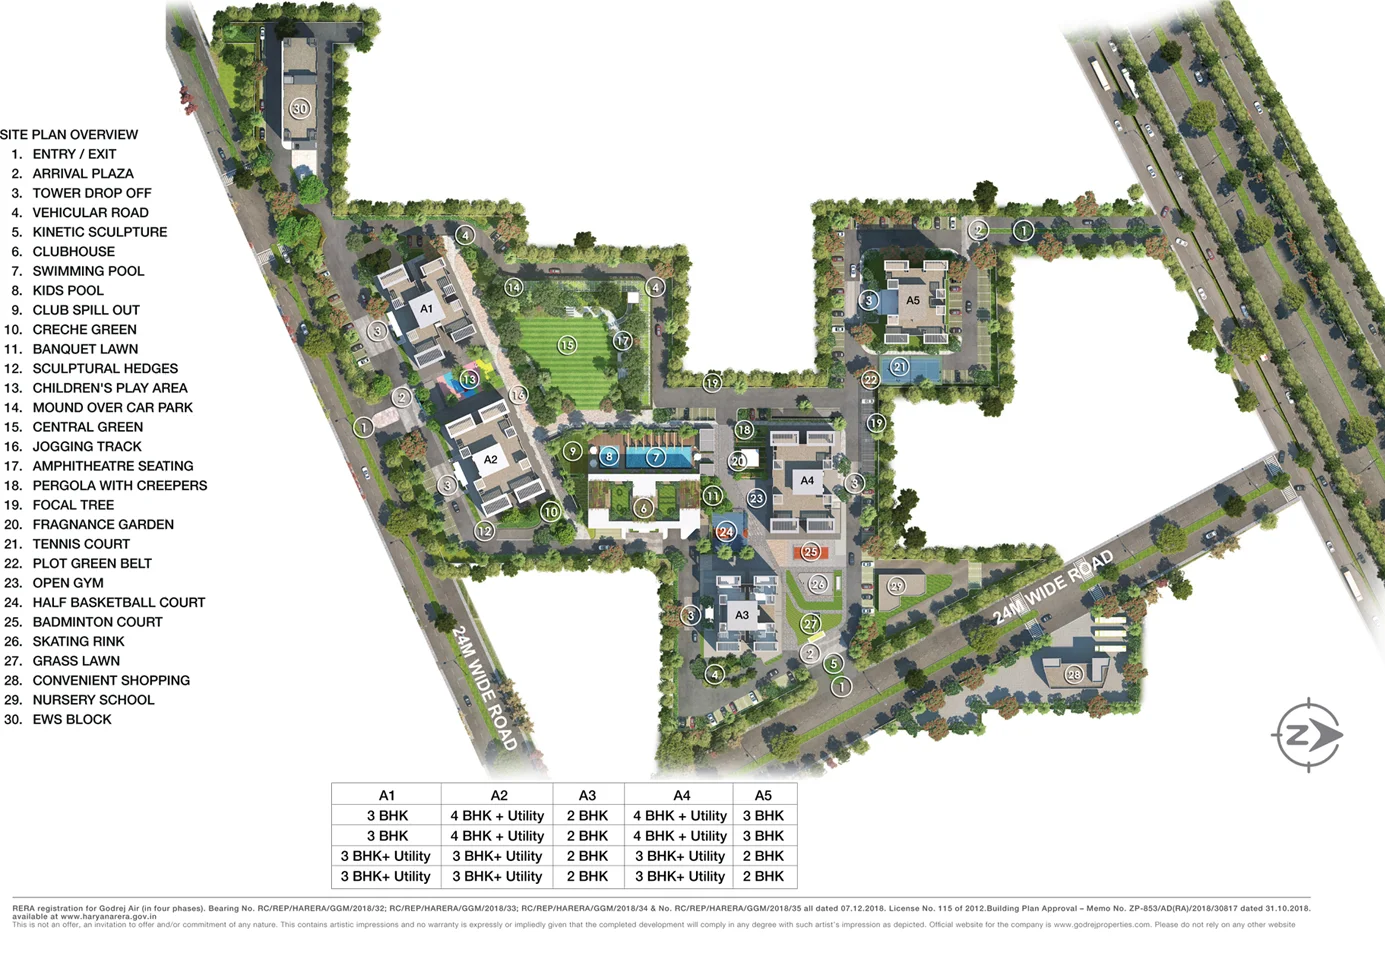 SITE PLAN OVERVIEW
1. ENTRY / EXIT
2. ARRIVAL PLAZA
3. TOWER DROP OFF
4. VEHICULAR ROAD
5. KINETIC SCULPTURE
6. CLUBHOUSE
7. SWIMMING POOL
8. KIDS POOL
9. CLUB SPILL OUT
10. CRECHE GREEN
11. BANQUET LAWN
12. SCULPTURAL HEDGES
13. CHILDREN'S PLAY AREA
14. MOUND OVER CAR PARK
15. CENTRAL GREEN
16. JOGGING TRACK
17. AMPHITHEATRE SEATING
18. PERGOLA WITH CREEPERS
19. FOCAL TREE
20. FRAGNANCE GARDEN
21. TENNIS COURT
22. PLOT GREEN BELT
23. OPEN GYM
24. HALF BASKETBALL COURT
25. BADMINTON COURT
26. SKATING RINK
27. GRASS LAWN
28. CONVENIENT SHOPPING
29. NURSERY SCHOOL
30. EWS BLOCK
30
4
14
4
A1
3
15
17
13
2
16
1
A2
3
12
10
9
8
7
6
11
19
18
20
23
A4
3
24
25
26
A3
3
27
2
5
4
1
2
1
3
A5
21
22
19
29
28
24M WIDE ROAD
24M WIDE ROAD
Z
A1 A2 A3 A4 A5
3 BHK 4 BHK + Utility 2 BHK 4 BHK + Utility 3 BHK
3 BHK 4 BHK + Utility 2 BHK 4 BHK + Utility 3 BHK
3 BHK+ Utility 3 BHK+ Utility 2 BHK 3 BHK+ Utility 2 BHK
3 BHK+ Utility 3 BHK+ Utility 2 BHK 3 BHK+ Utility 2 BHK
RERA registration for Godrej Air (in four phases). Bearing No. RC/REP/HARERA/GGM/2018/32; RC/REP/HARERA/GGM/2018/33; RC/REP/HARERA/GGM/2018/34 & No. RC/REP/HARERA/GGM/2018/35 all dated 07.12.2018. License No. 115 of 2012.Building Plan Approval – Memo No. ZP-853/AD(RA)/2018/30817 dated 31.10.2018.
available at www.haryanarera.gov.in
This is not an offer, an invitation to offer and/or commitment of any nature. This contains artistic impressions and no warranty is expressly or impliedly given that the completed development will comply in any degree with such artist's impression as depicted. Official website for the company is www.godrejproperties.com. Please do not rely on any other website